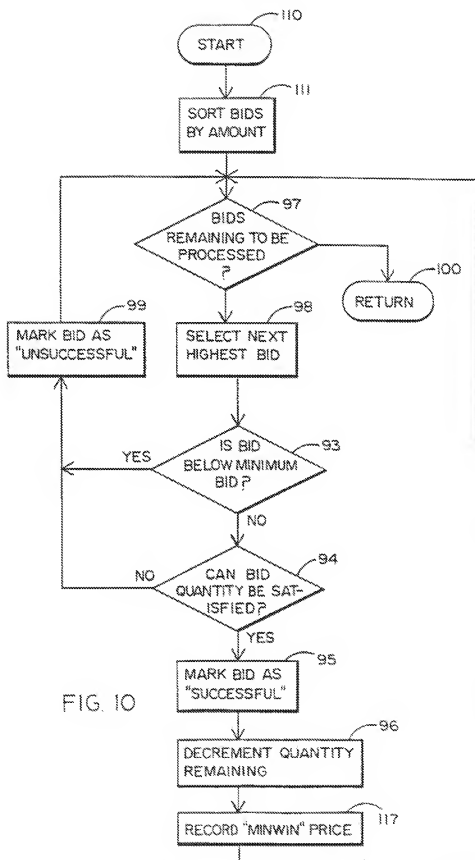 110
START
111
SORT BIDS
BY AMOUNT
97
BIDS
REMAINING TO BE
PROCESSED
?
100
RETURN
99
MARK BID AS
"UNSUCCESSFUL"
98
SELECT NEXT
HIGHEST BID
93
IS BID
BELOW MINIMUM
BID?
YES
NO
94
CAN BID
QUANTITY BE SAT-
ISFIED?
NO
YES
95
MARK BID AS
"SUCCESSFUL"
FIG. 10
96
DECREMENT QUANTITY
REMAINING
117
RECORD "MINWIN" PRICE